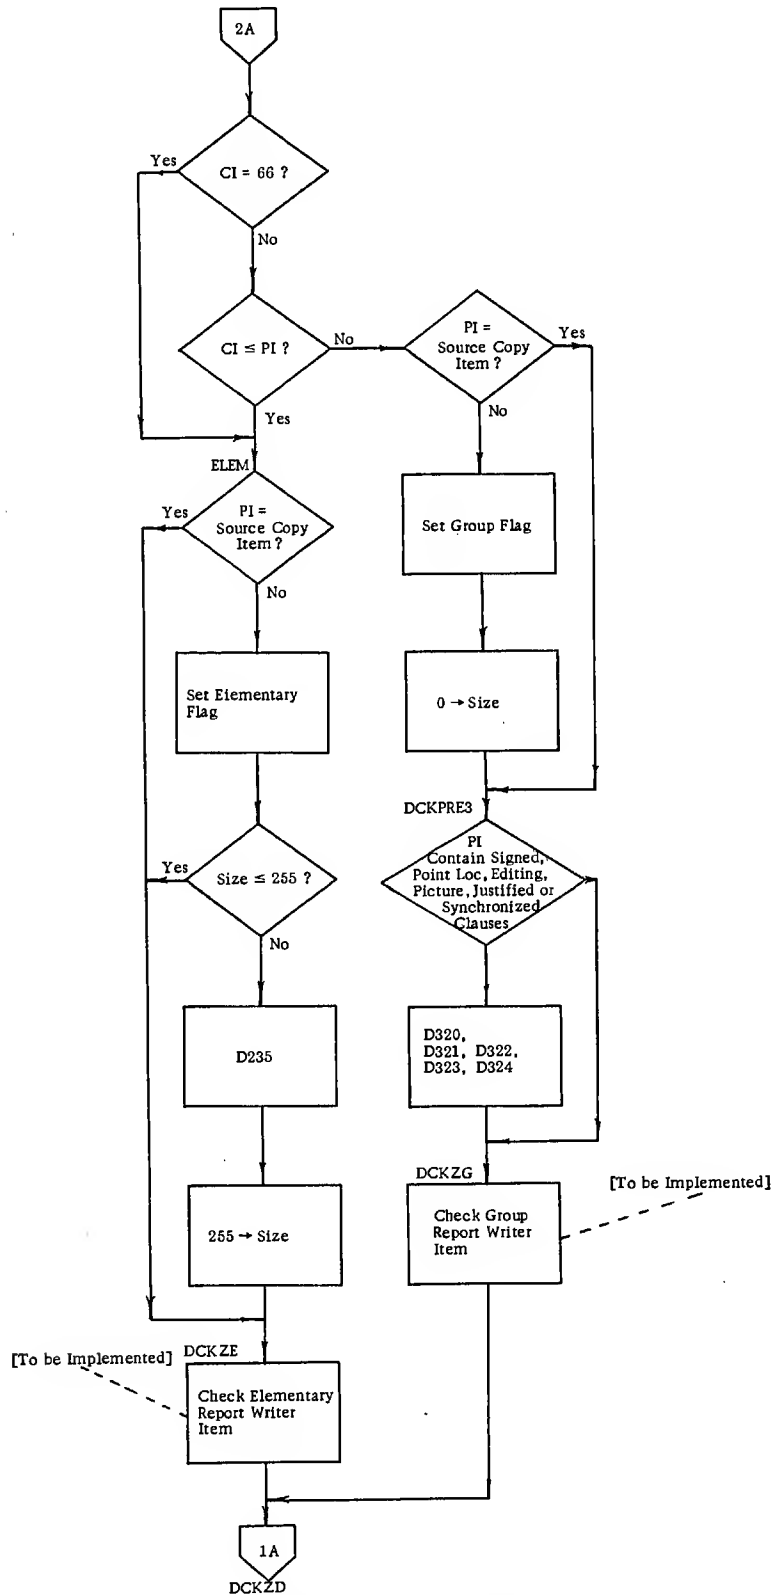 2A
Yes
CI = 66 ?
No
CI ≤ PI ?
No
PI =
Source Copy
Item ?
Yes
Yes
No
ELEM
Yes
PI =
Source Copy
Item ?
No
Set Group Flag
Set Elementary
Flag
0 → Size
DCKPRE3
PI
Contain Signed,
Point Loc, Editing,
Picture, Justified or
Synchronized
Clauses
Yes
Size ≤ 255 ?
No
D235
D320,
D321, D322,
D323, D324
DCKZG
[To be Implemented]
Check Group
Report Writer
Item
255 → Size
DCKZE
[To be Implemented]
Check Elementary
Report Writer
Item
1A
DCKZD